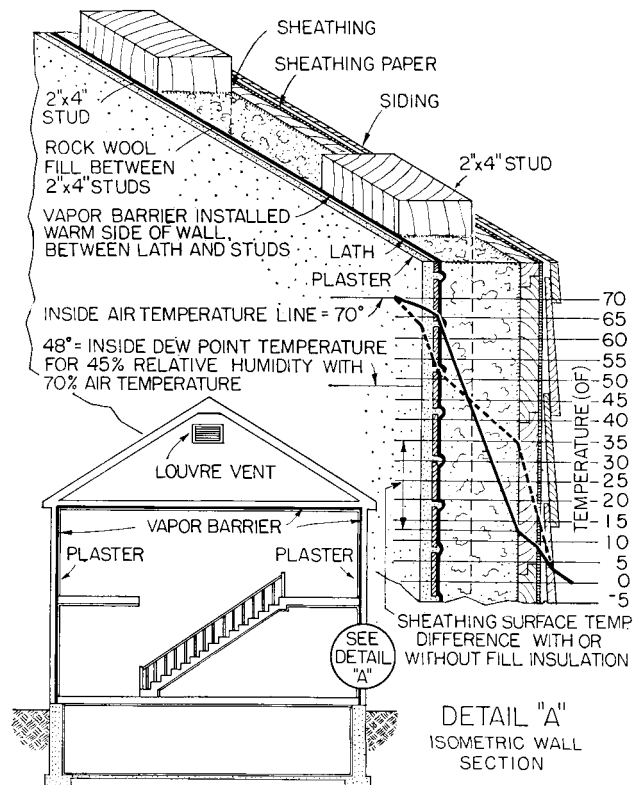 SHEATHING
SHEATHING PAPER
SIDING
2"x4"
STUD
ROCK WOOL
FILL BETWEEN
2"x4"STUDS
2"x4"STUD
VAPOR BARRIER INSTALLED
WARM SIDE OF WALL,
BETWEEN LATH AND STUDS
LATH
PLASTER
INSIDE AIR TEMPERATURE LINE = 70°
48° = INSIDE DEW POINT TEMPERATURE
FOR 45% RELATIVE HUMIDITY WITH
70% AIR TEMPERATURE
70
65
60
55
50
45
40
35
30
25
20
15
10
5
0
-5
TEMPERATURE (OF)
LOUVRE VENT
VAPOR BARRIER
PLASTER
PLASTER
SEE
DETAIL
"A"
SHEATHING SURFACE TEMP.
DIFFERENCE WITH OR
WITHOUT FILL INSULATION
DETAIL "A"
ISOMETRIC WALL
SECTION